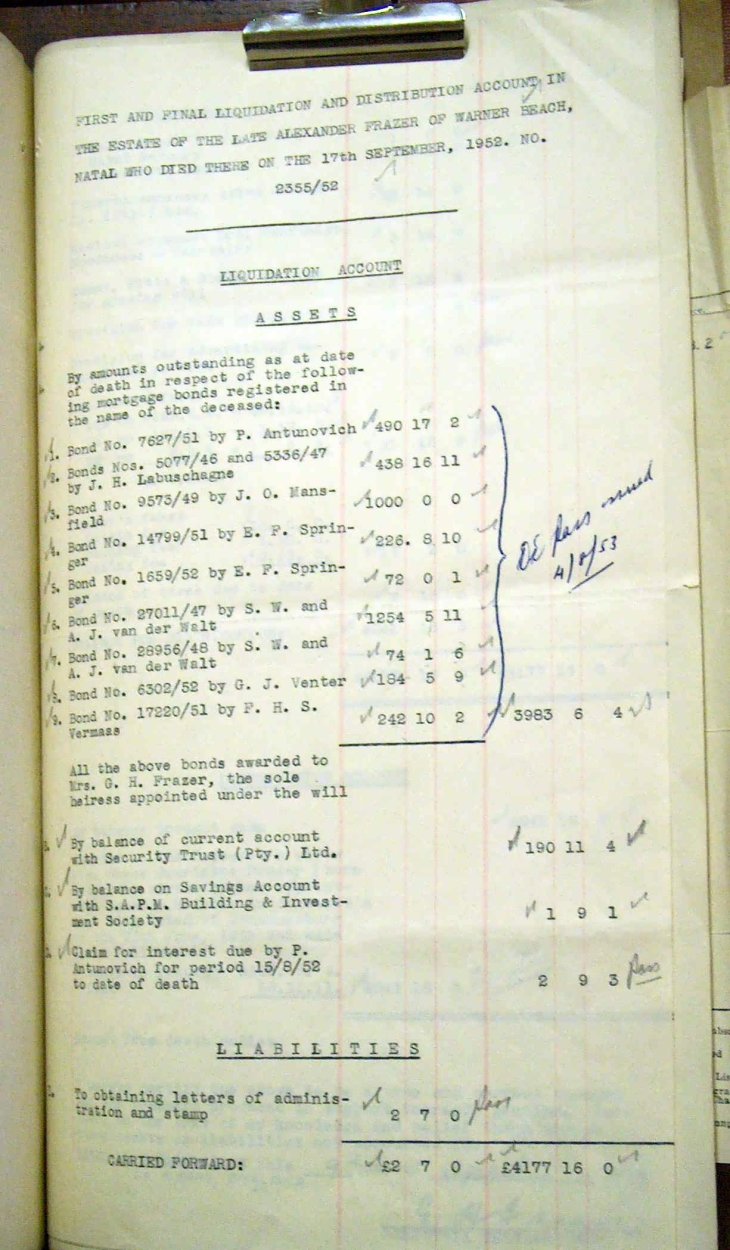 FIRST AND FINAL LIQUIDATION AND DISTRIBUTION ACCOUNT IN
THE ESTATE OF THE LATE ALEXANDER FRAZER OF WARNER BEACH,
NATAL WHO DIED THERE ON THE 17th SEPTEMBER, 1952. NO.
2355/52
LIQUIDATION ACCOUNT
ASSETS
By amounts outstanding as at date
of death in respect of the follow-
ing mortgage bonds registered in
the name of the deceased:
1. Bond No. 7627/51 by P. Antunovich 490 17 2
2. Bonds Nos. 5077/46 and 5336/47
by J. H. Labuschagne 438 16 11
3. Bond No. 9573/49 by J. O. Mans-
field 1000 0 0
4. Bond No. 14799/51 by E. F. Sprin-
ger 226. 8 10
5. Bond No. 1659/52 by E. F. Sprin-
ger 72 0 1
6. Bond No. 27011/47 by S. W. and
A. J. van der Walt 1254 5 11
7. Bond No. 28956/48 by S. W. and
A. J. van der Walt 74 1 6
8. Bond No. 6302/52 by G. J. Venter 184 5 9
9. Bond No. 17220/51 by F. H. S.
Vermaas 242 10 2 3983 6 4
issued
4/8/53
All the above bonds awarded to
Mrs. G. H. Frazer, the sole
heiress appointed under the will
By balance of current account
with Security Trust (Pty.) Ltd. 190 11 4
By balance on Savings Account
with S.A.P.M. Building & Invest-
ment Society 1 9 1
Claim for interest due by P.
Antunovich for period 15/8/52
to date of death 2 9 3 Pass
LIABILITIES
1. To obtaining letters of adminis-
tration and stamp 2 7 0 Pass
CARRIED FORWARD: £2 7 0 £4177 16 0